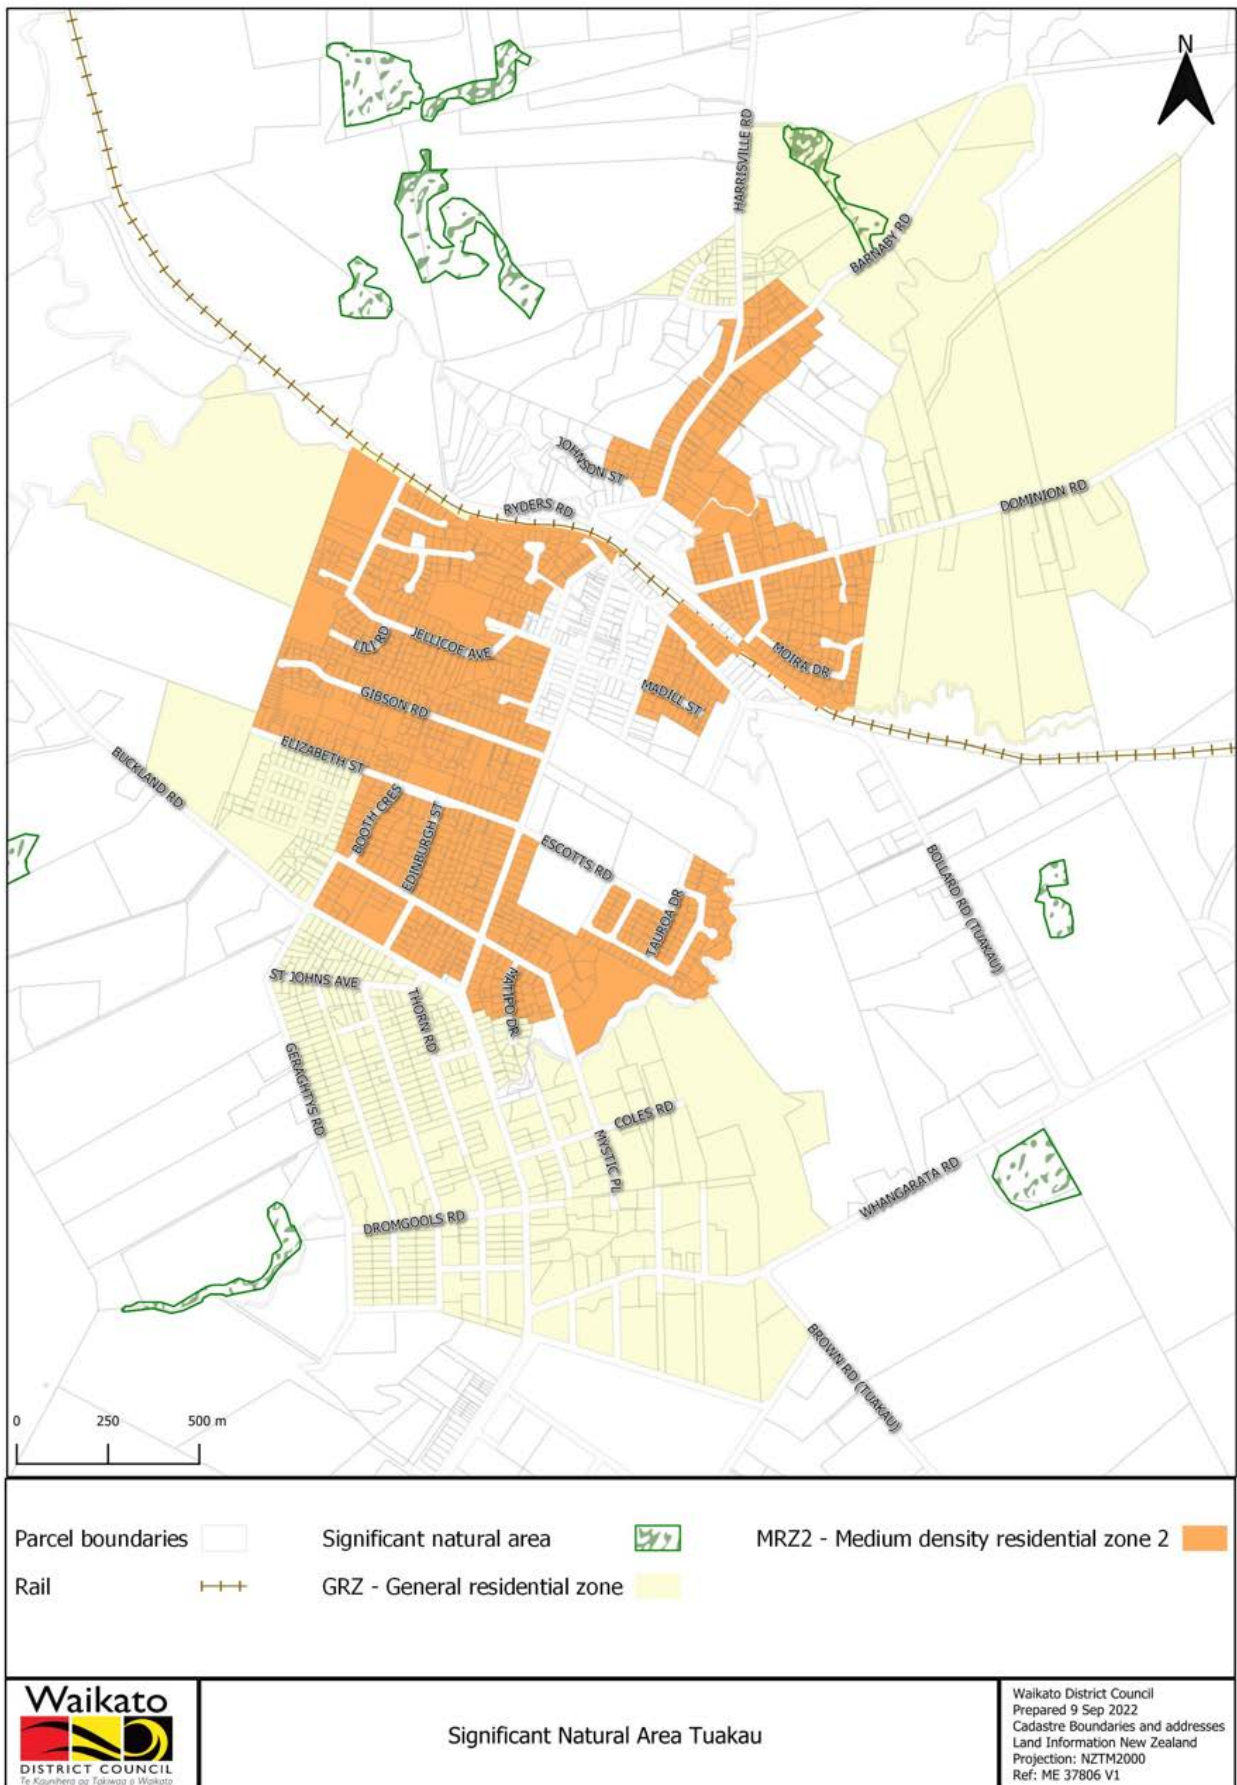 N
HARRISVILLE RD
BARNABY RD
JOHNSON ST
RYDERS RD
DOMINION RD
LILI RD
JELLICOE AVE
MOIRA DR
GIBSON RD
MADILL ST
ELIZABETH ST
BUCKLAND RD
BOOTH CRES
EDINBURGH ST
ESCOTTS RD
TAUROA DR
BOLLARD RD (TUAKAU)
ST JOHNS AVE
THORN RD
MATIPO DR
GERAGHTYS RD
COLES RD
MYSTIC PL
WHANGARATA RD
DROMGOOLS RD
BROWN RD (TUAKAU)
0 250 500 m
Parcel boundaries
Significant natural area
MRZ2 - Medium density residential zone 2
Rail
GRZ - General residential zone
Waikato
DISTRICT COUNCIL
Te Kaunihera aa Takiwaa o Waikato
Significant Natural Area Tuakau
Waikato District Council
Prepared 9 Sep 2022
Cadastre Boundaries and addresses
Land Information New Zealand
Projection: NZTM2000
Ref: ME 37806 V1